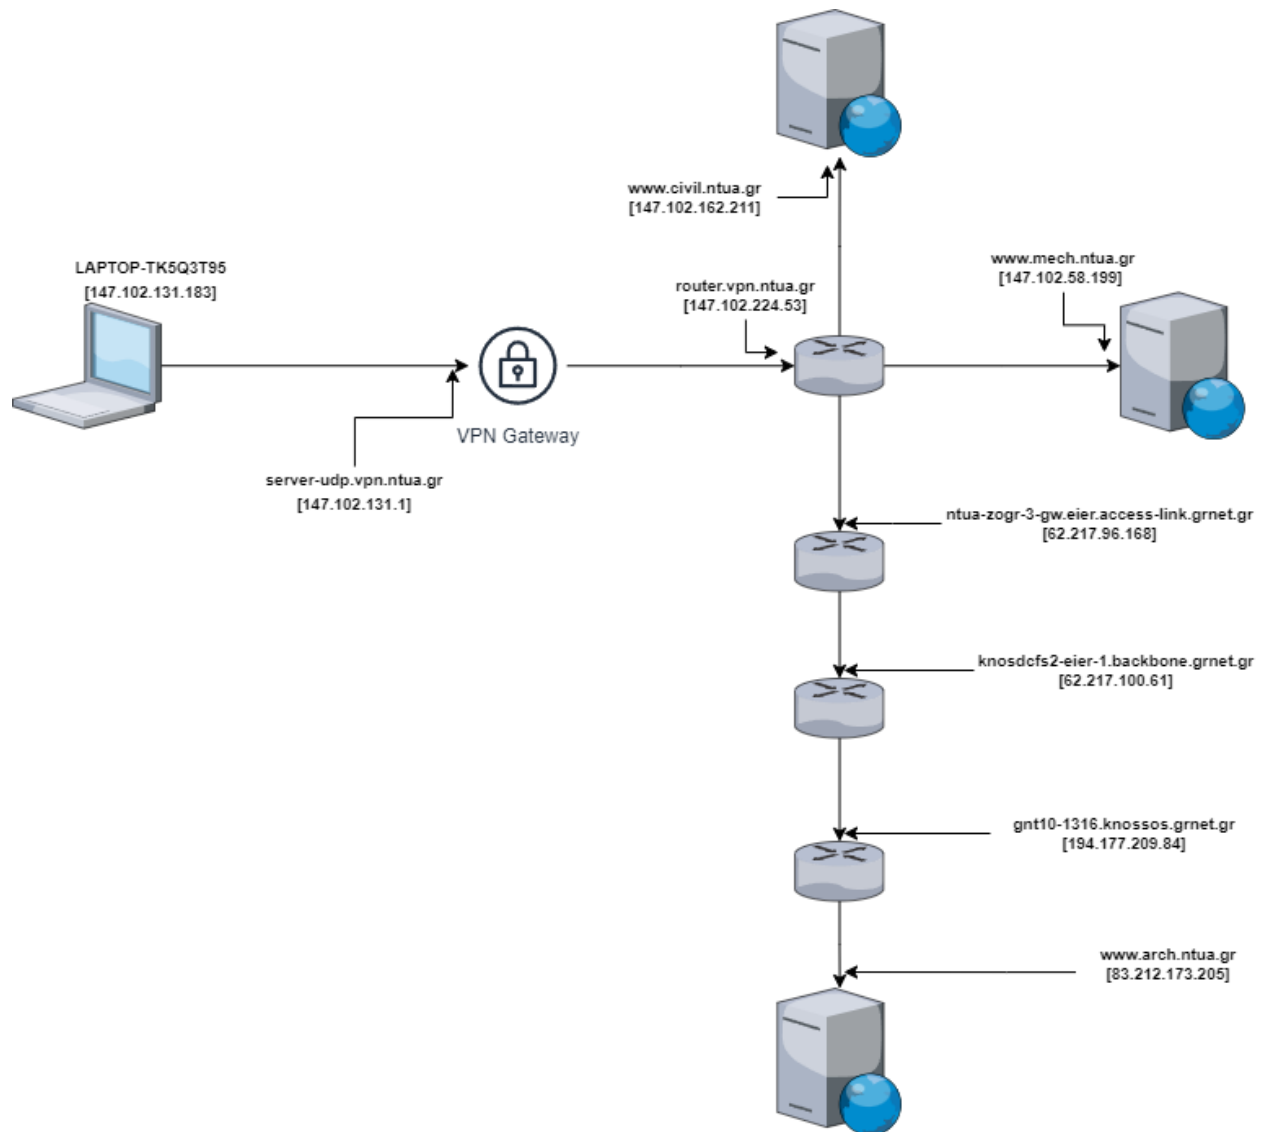 www.civil.ntua.gr
[147.102.162.211]
LAPTOP-TK5Q3T95
[147.102.131.183]
router.vpn.ntua.gr
[147.102.224.53]
www.mech.ntua.gr
[147.102.58.199]
VPN Gateway
server-udp.vpn.ntua.gr
[147.102.131.1]
ntua-zogr-3-gw.eier.access-link.grnet.gr
[62.217.96.168]
knosdcfs2-eier-1.backbone.grnet.gr
[62.217.100.61]
gnt10-1316.knossos.grnet.gr
[194.177.209.84]
www.arch.ntua.gr
[83.212.173.205]